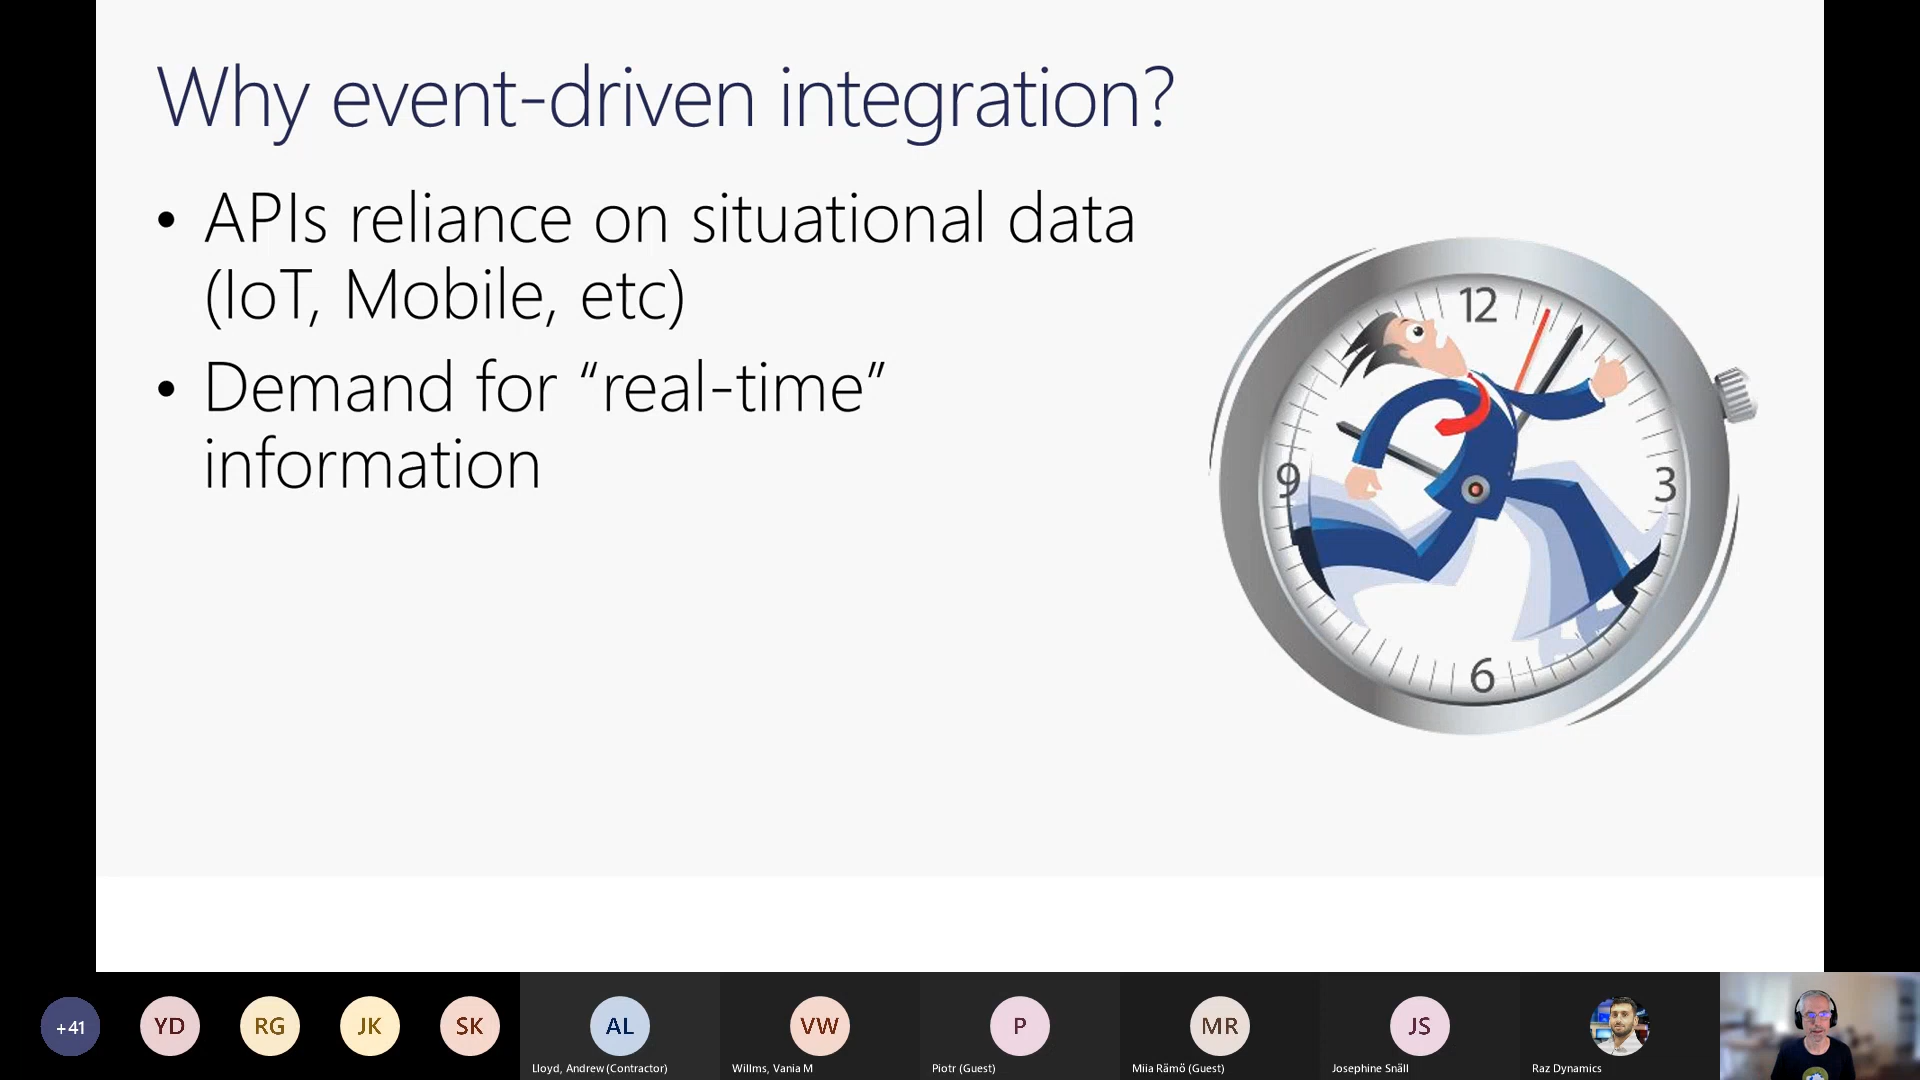 Why event-driven integration?
• APIs reliance on situational data
(IoT, Mobile, etc)
• Demand for “real-time”
information
12
9
3
6
+41
YD
RG
JK
SK
AL
VW
P
MR
JS
Lloyd, Andrew (Contractor)
Willms, Vania M
Piotr (Guest)
Miia Rämö (Guest)
Josephine Snäll
Raz Dynamics